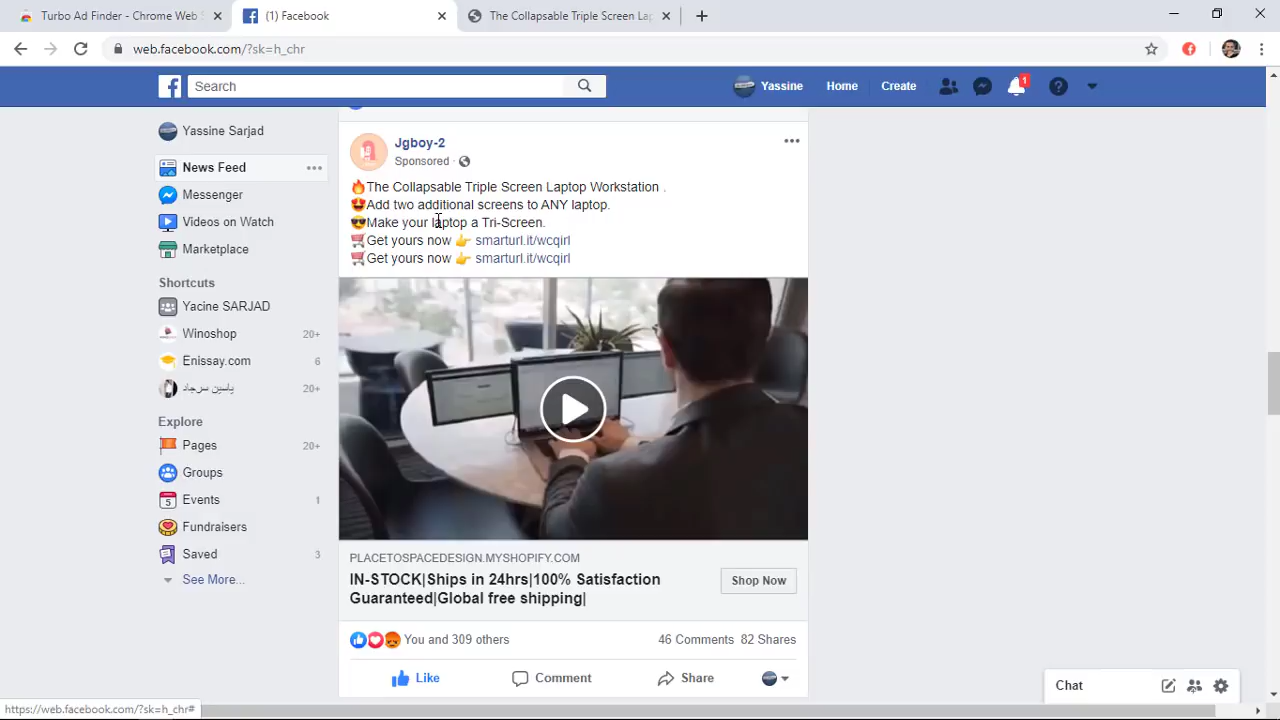 Turbo Ad Finder - Chrome Web S
(1) Facebook
The Collapsable Triple Screen Lap
web.facebook.com/?sk=h_chr
Search
Yassine
Home
Create
1
Yassine Sarjad
News Feed
Messenger
Videos on Watch
Marketplace
Shortcuts
Yacine SARJAD
Winoshop 20+
Enissay.com 6
ياسين سرجاد 20+
Explore
Pages 20+
Groups
Events 1
Fundraisers
Saved 3
See More...
Jgboy-2
Sponsored ·
🔥The Collapsable Triple Screen Laptop Workstation .
🤩Add two additional screens to ANY laptop.
😎Make your laptop a Tri-Screen.
🛒Get yours now 👉 smarturl.it/wcqirl
🛒Get yours now 👉 smarturl.it/wcqirl
PLACETOSPACEDESIGN.MYSHOPIFY.COM
IN-STOCK|Ships in 24hrs|100% Satisfaction
Guaranteed|Global free shipping|
Shop Now
You and 309 others
46 Comments 82 Shares
Like
Comment
Share
Chat
https://web.facebook.com/?sk=h_chr#